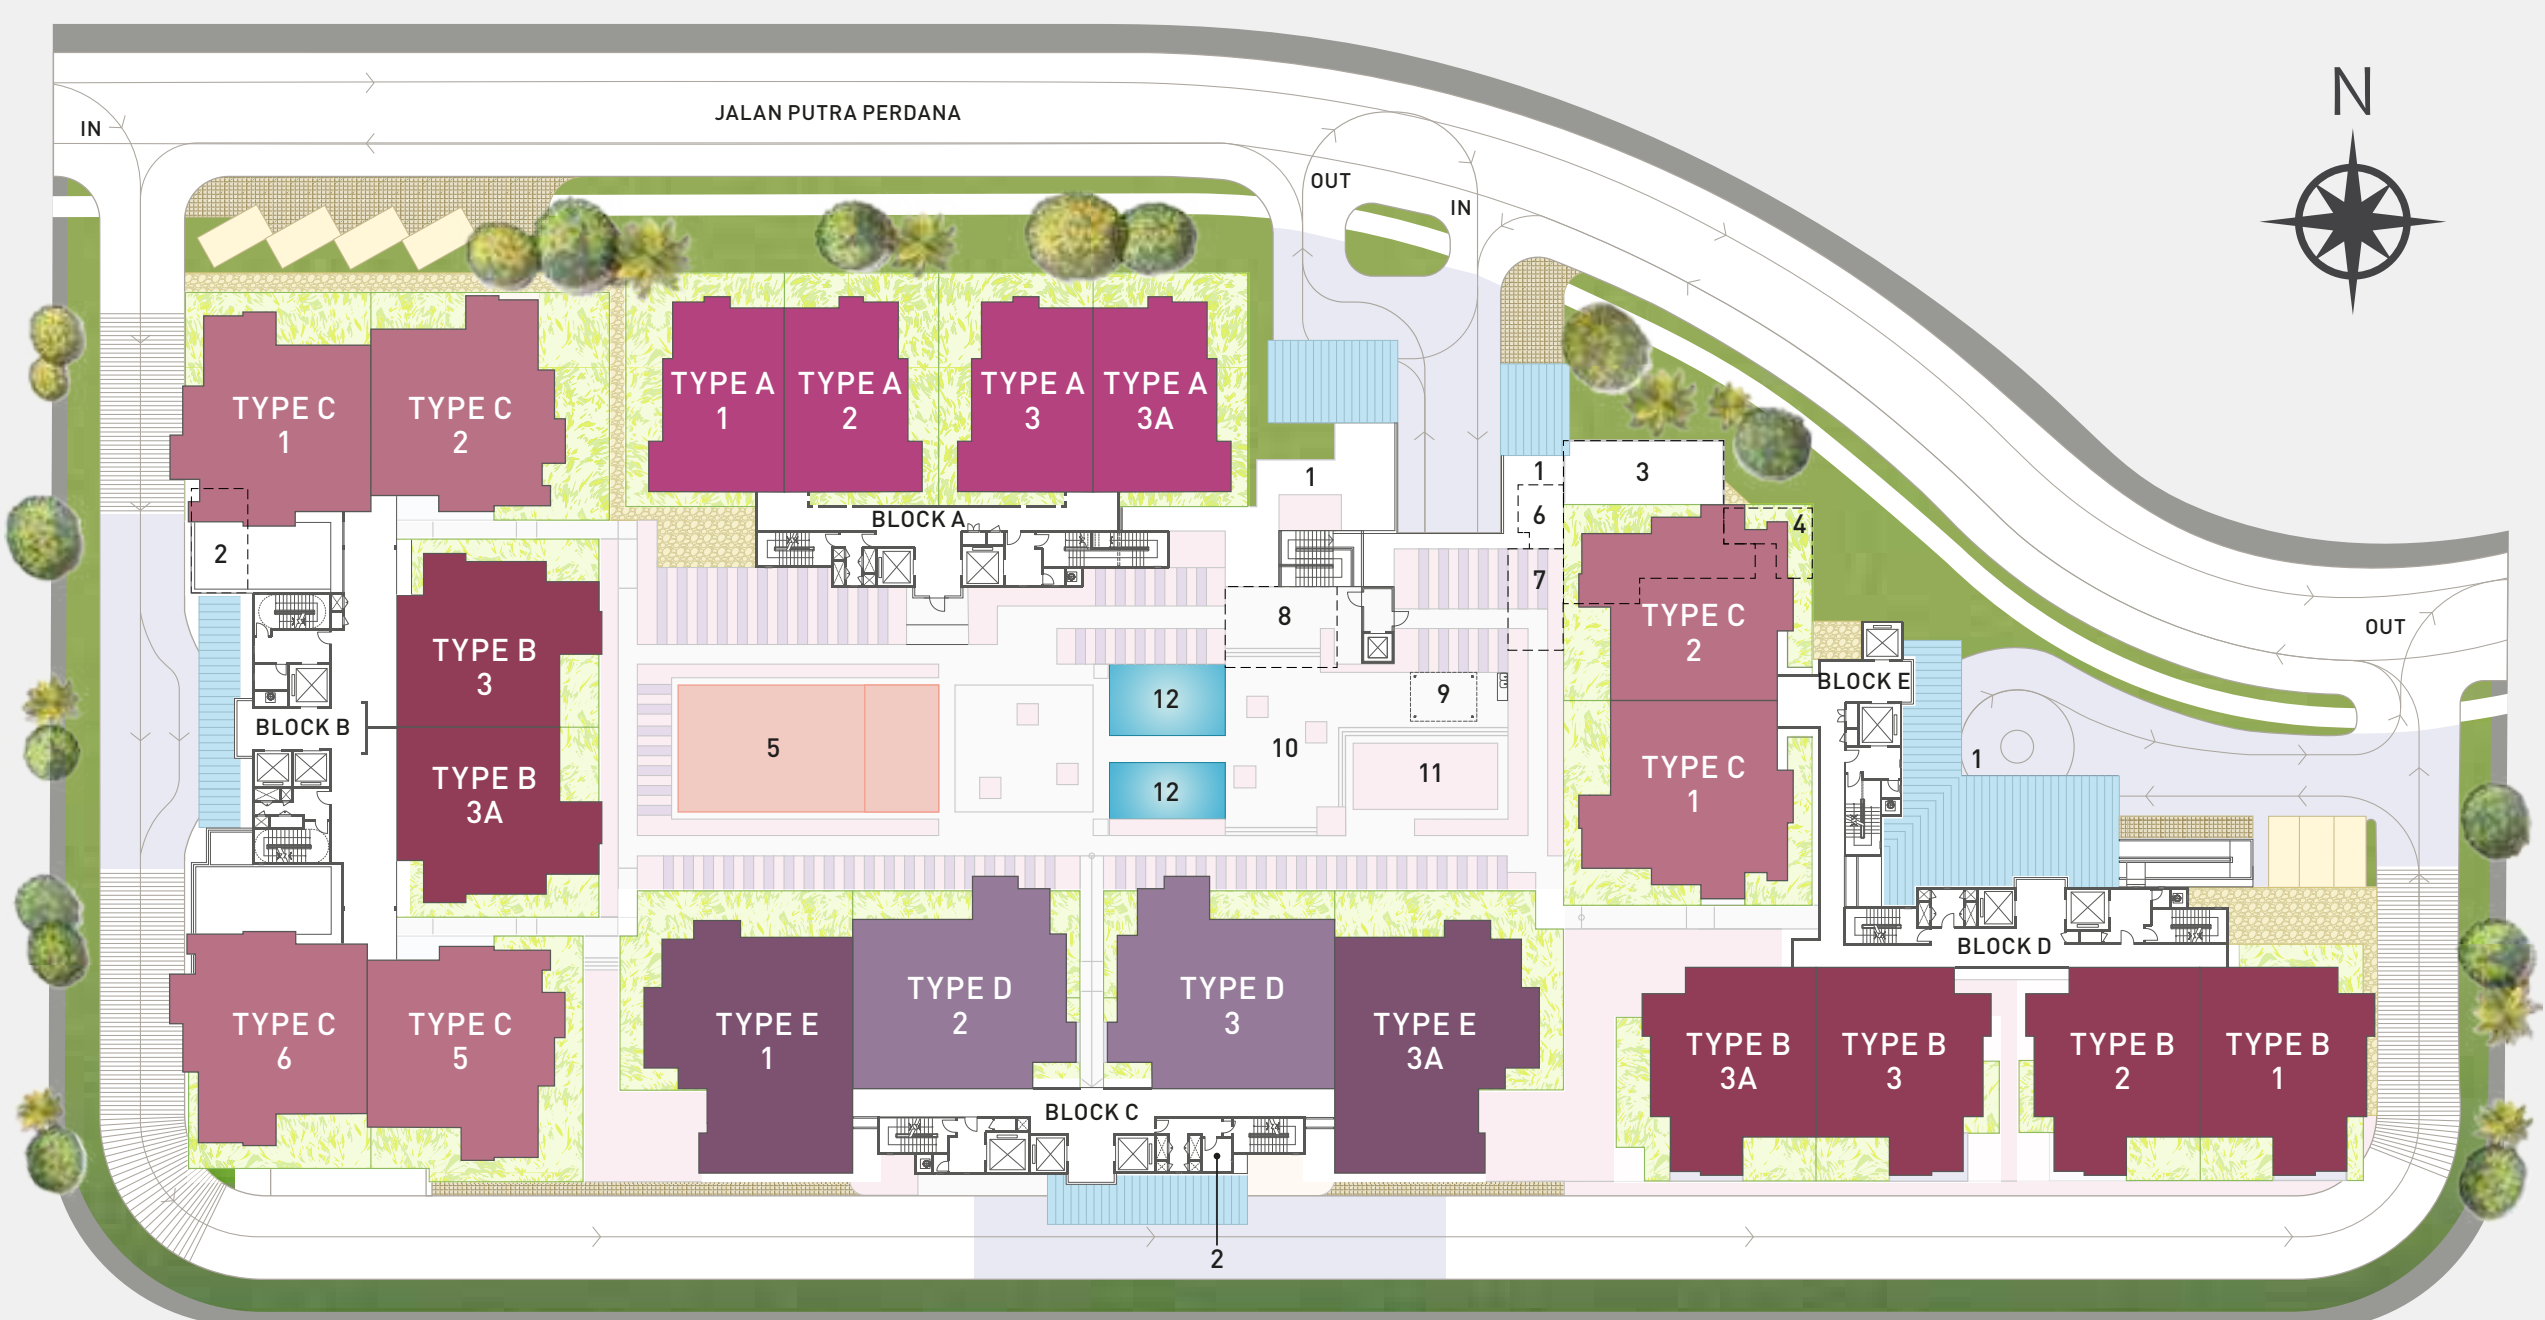 N
JALAN PUTRA PERDANA
IN
OUT
IN
TYPE A
1
TYPE A
2
TYPE A
3
TYPE A
3A
TYPE C
1
TYPE C
2
1
1
3
BLOCK A
6
4
2
7
8
TYPE C
2
OUT
TYPE B
3
BLOCK E
9
12
BLOCK B
5
10
1
TYPE B
3A
12
11
TYPE C
1
BLOCK D
TYPE C
6
TYPE C
5
TYPE E
1
TYPE D
2
TYPE D
3
TYPE E
3A
TYPE B
3A
TYPE B
3
TYPE B
2
TYPE B
1
BLOCK C
2